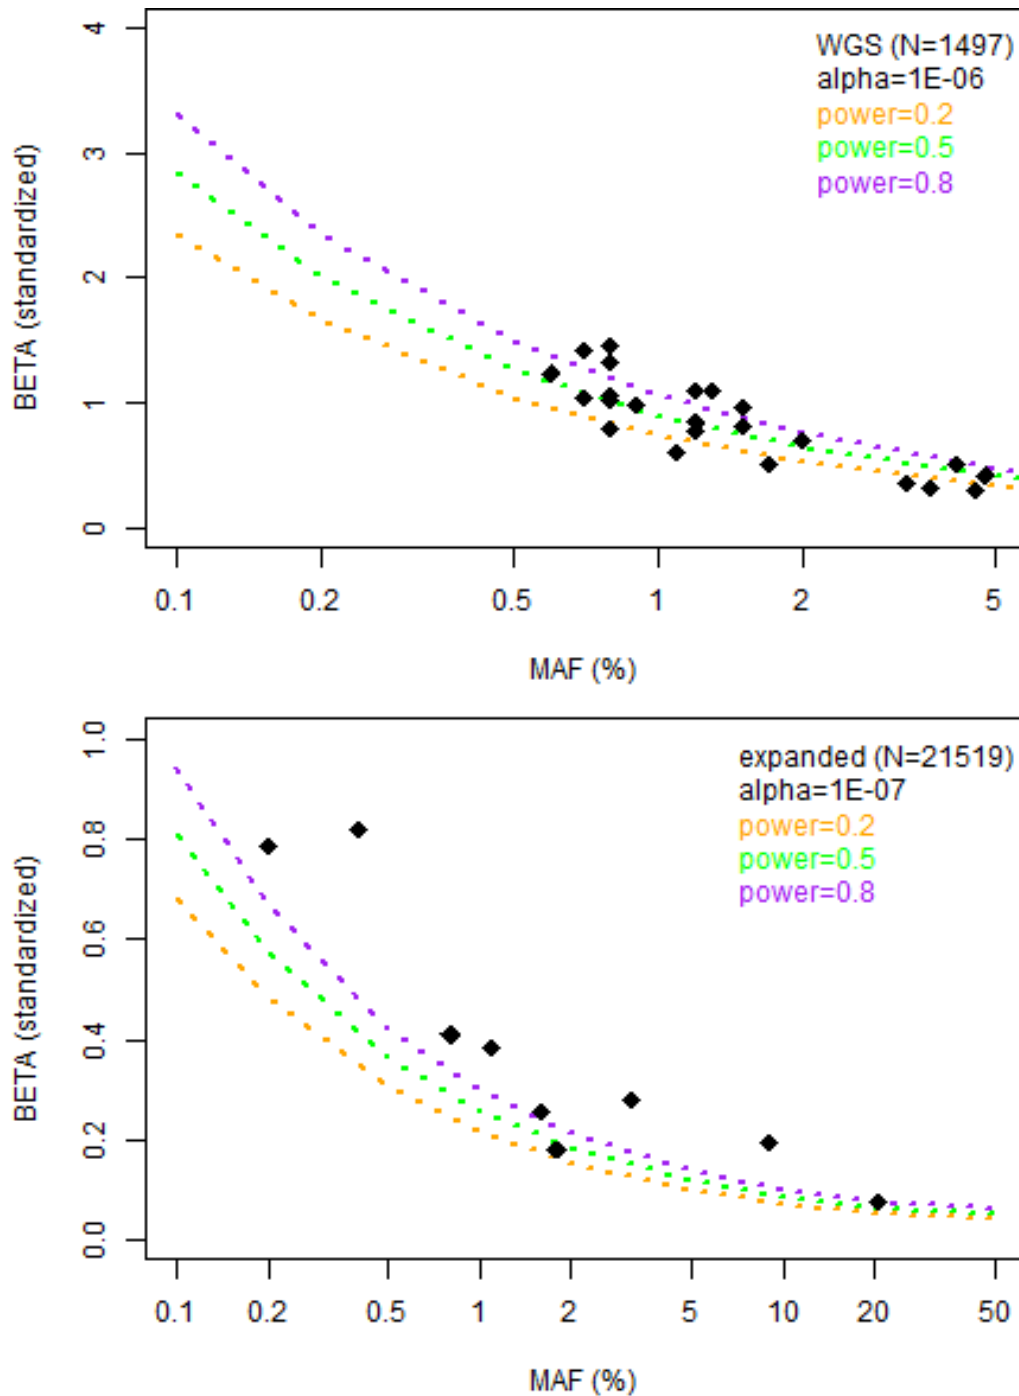 WGS (N=1497)
alpha=1E-06
power=0.2
power=0.5
power=0.8
BETA (standardized)
4
3
2
1
0
0.1 0.2 0.5 1 2 5
MAF (%)
expanded (N=21519)
alpha=1E-07
power=0.2
power=0.5
power=0.8
BETA (standardized)
1.0
0.8
0.6
0.4
0.2
0.0
0.1 0.2 0.5 1 2 5 10 20 50
MAF (%)